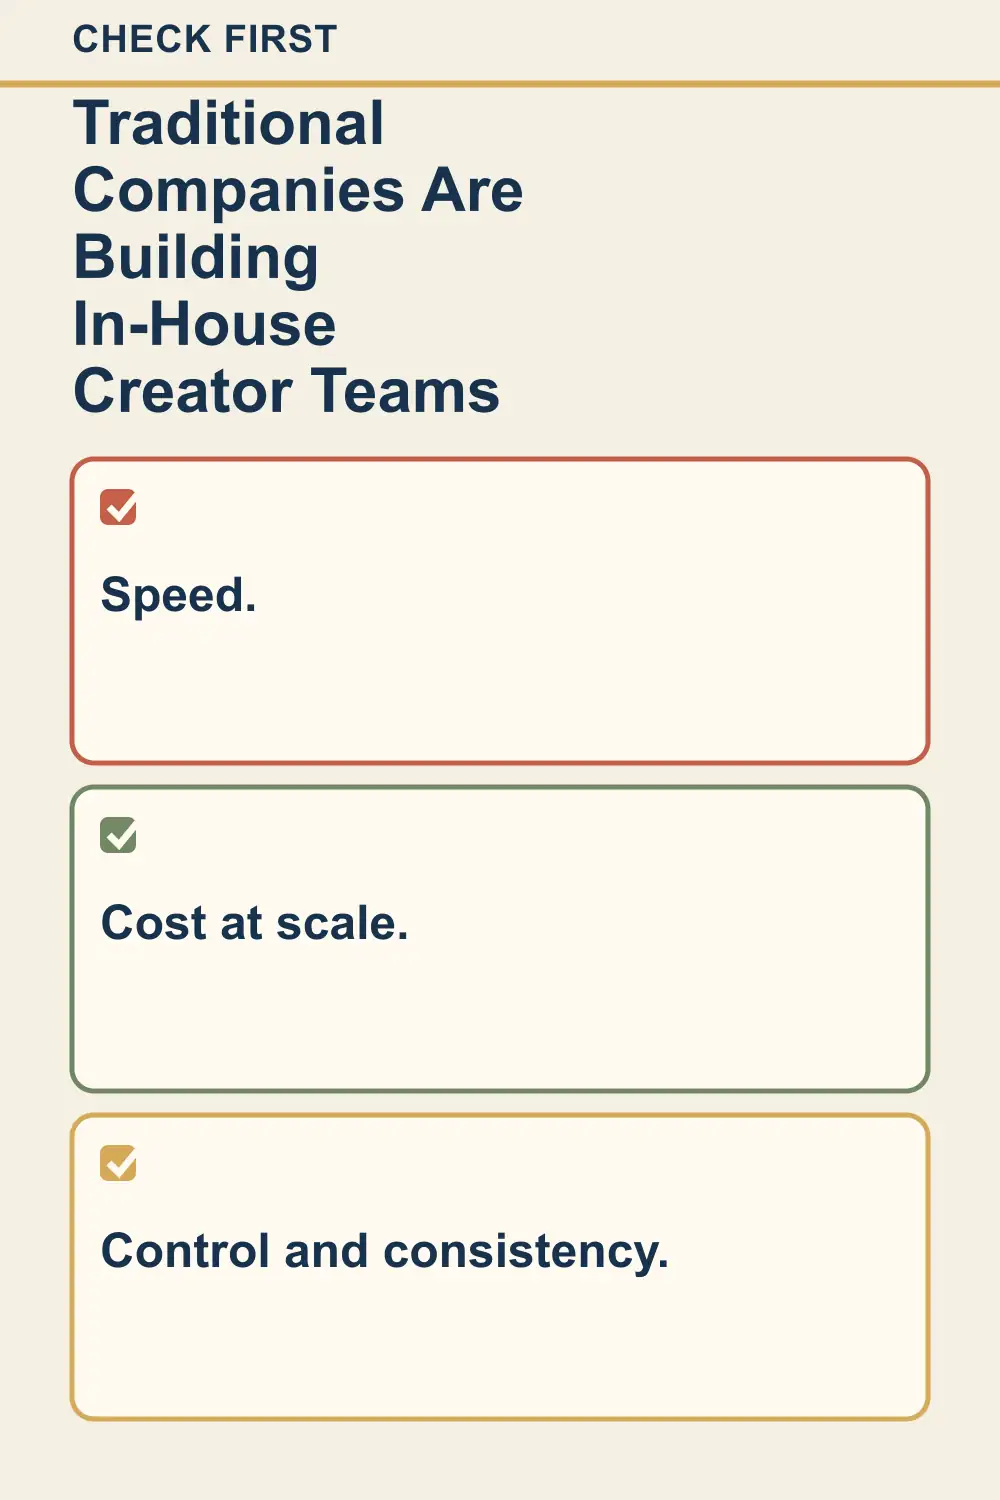 CHECK FIRST
Traditional
Companies Are
Building
In-House
Creator Teams
Speed.
Cost at scale.
Control and consistency.